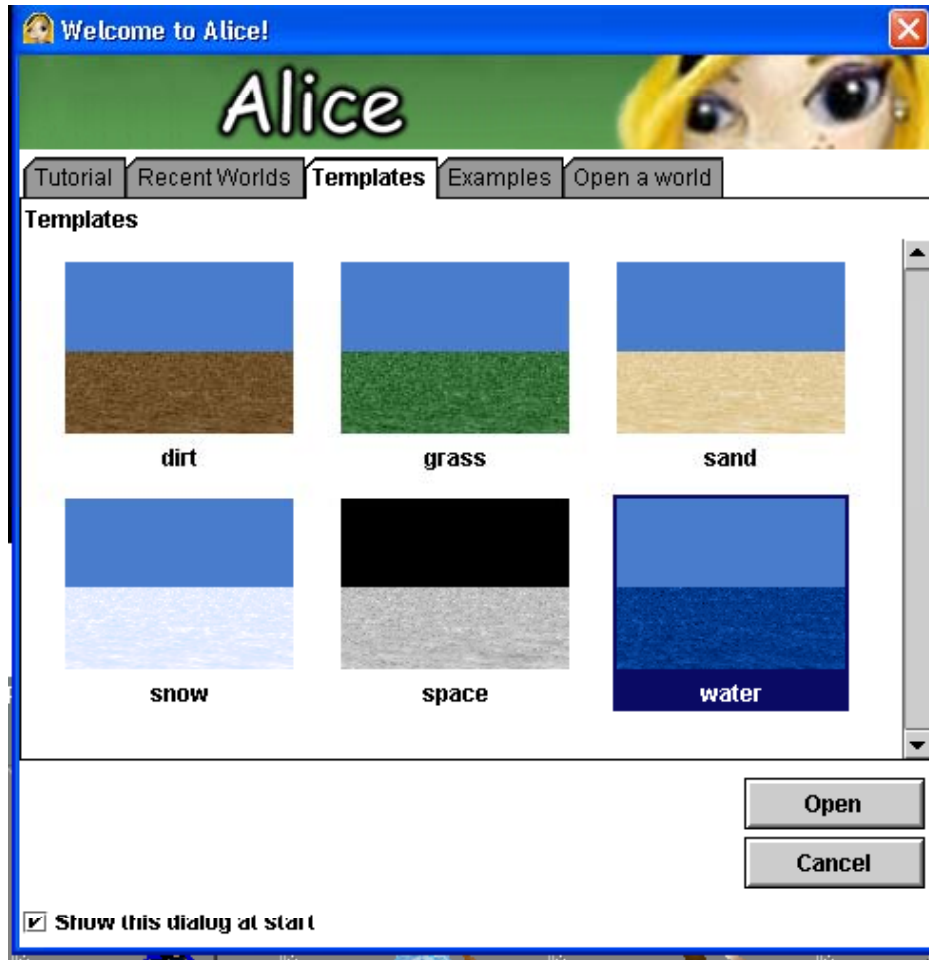 Welcome to Alice!
Alice
Tutorial Recent Worlds Templates Examples Open a world
Templates
dirt grass sand
snow space water
Open
Cancel
Show this dialog at start